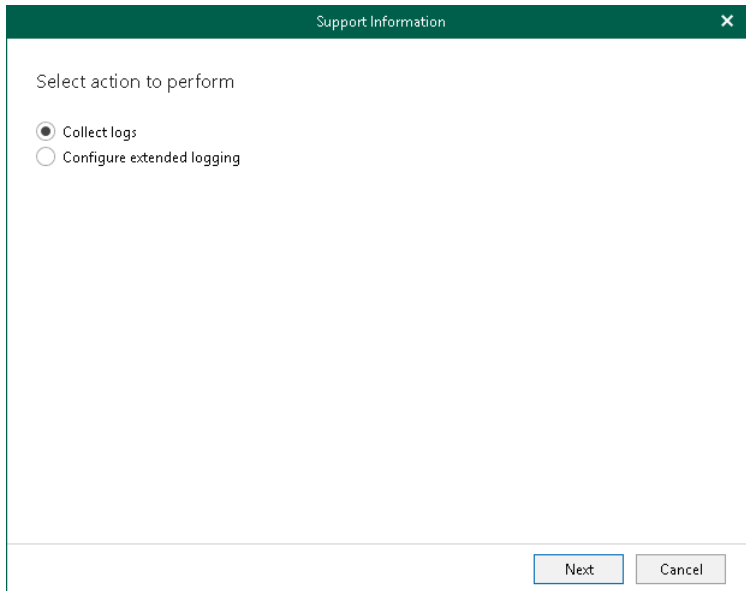 Support Information
Select action to perform
Collect logs
Configure extended logging
Next
Cancel